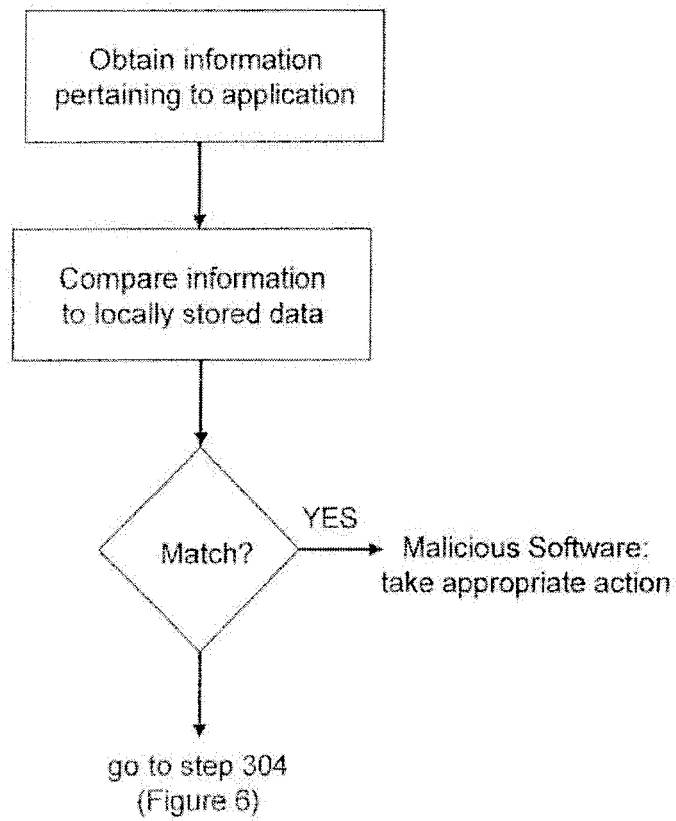 Obtain information
pertaining to application
Compare information
to locally stored data
Match?
YES
Malicious Software:
take appropriate action
go to step 304
(Figure 6)